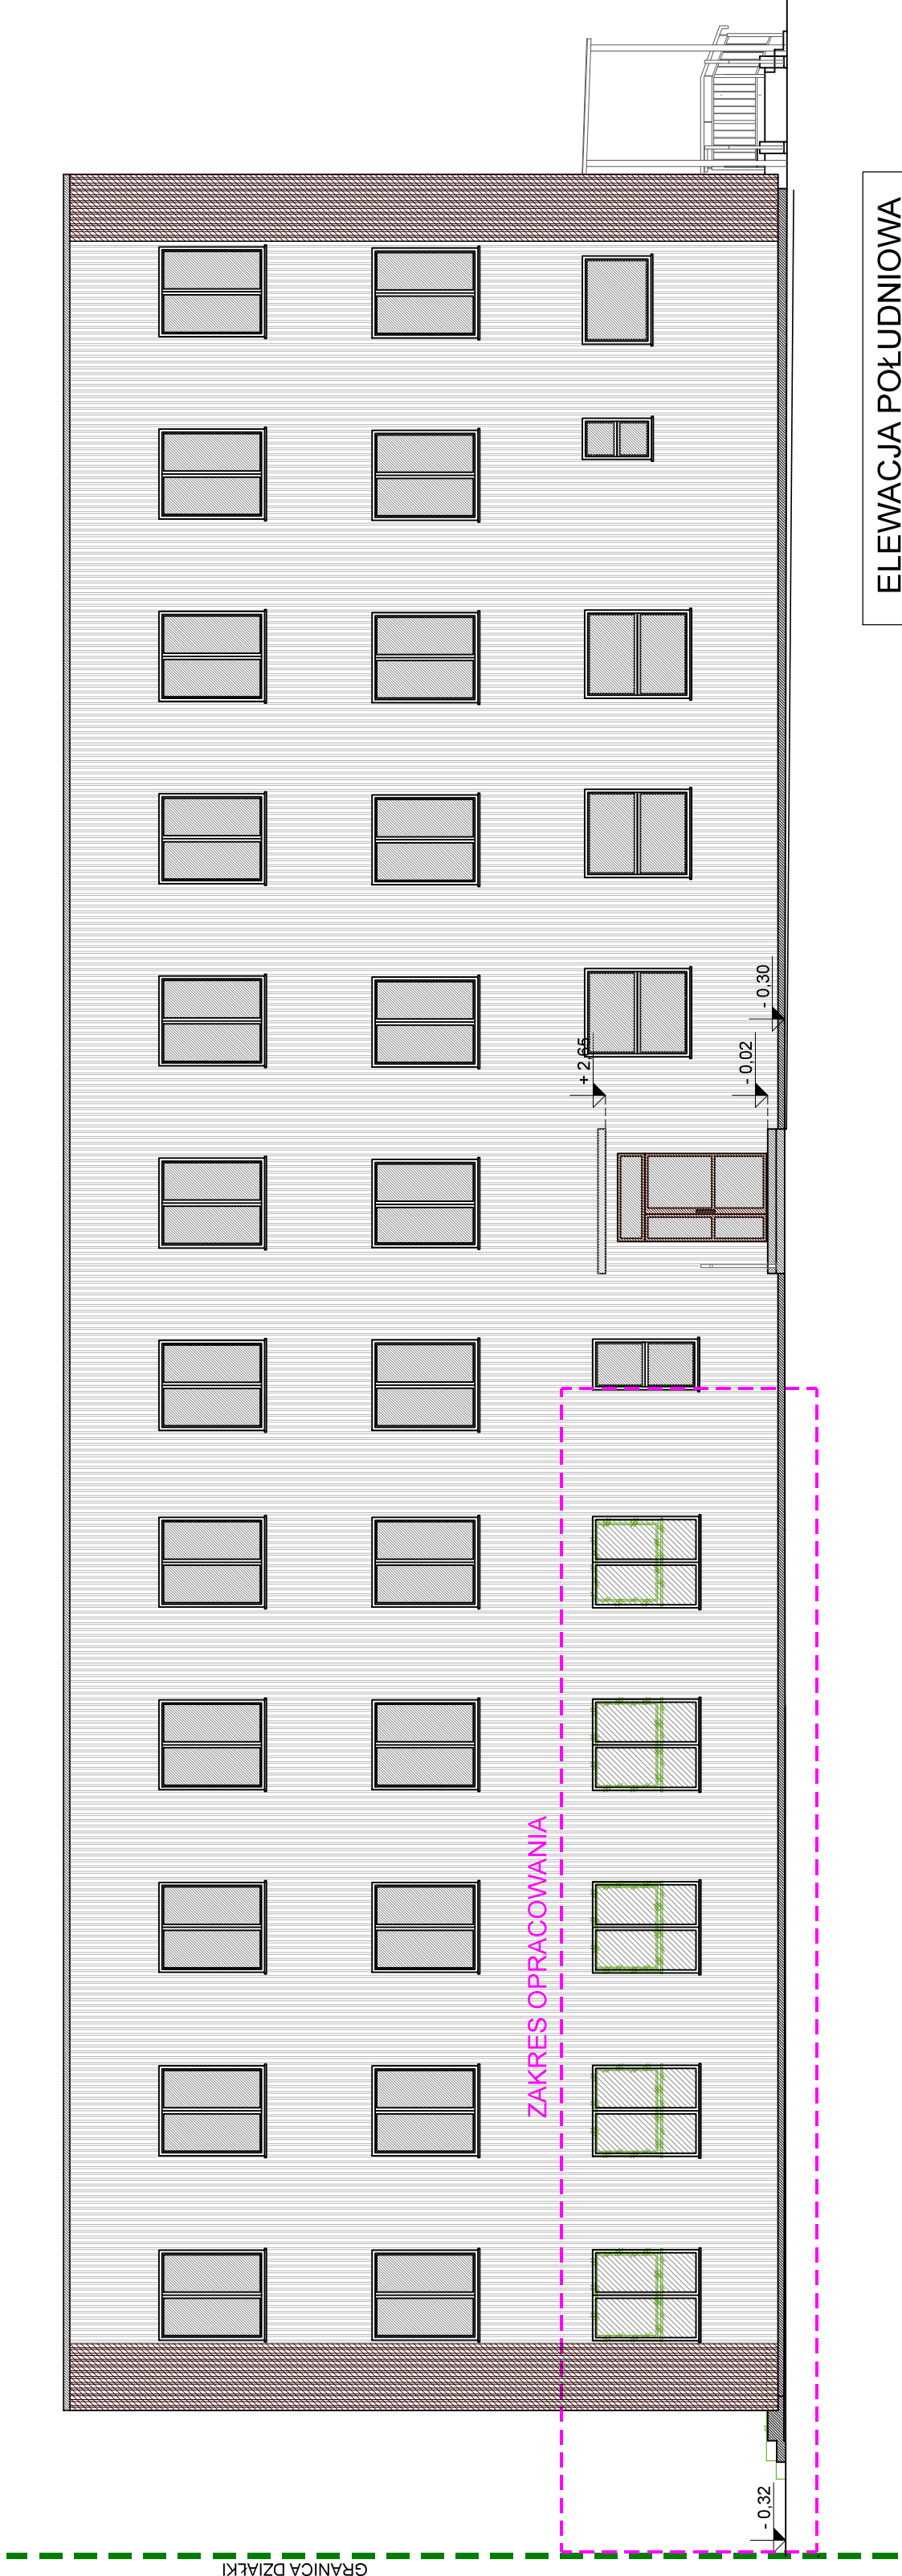 ELEWACJA POŁUDNIOWA
- 0,30
+ 2,65
- 0,02
ZAKRES OPRACOWANIA
- 0,32
GRANICA DZIAŁKI